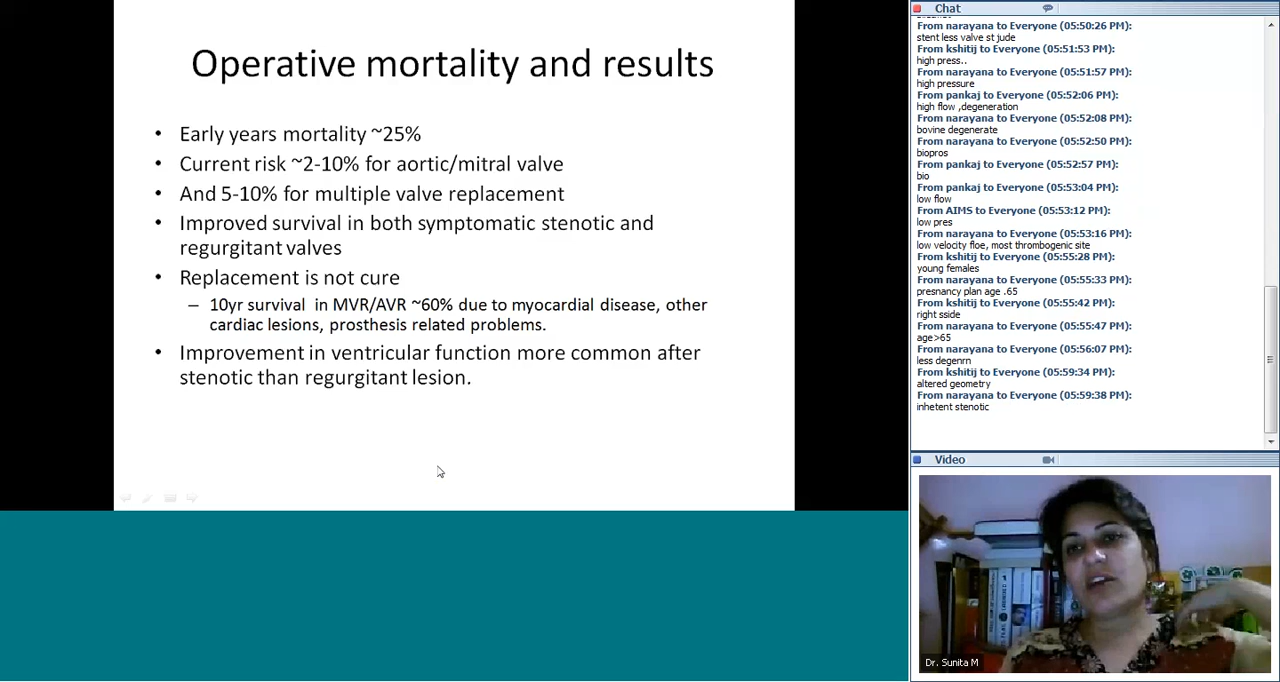 Operative mortality and results
• Early years mortality ~25%
• Current risk ~2-10% for aortic/mitral valve
• And 5-10% for multiple valve replacement
• Improved survival in both symptomatic stenotic and
regurgitant valves
• Replacement is not cure
– 10yr survival in MVR/AVR ~60% due to myocardial disease, other
cardiac lesions, prosthesis related problems.
• Improvement in ventricular function more common after
stenotic than regurgitant lesion.
Chat
From narayana to Everyone (05:50:26 PM):
stent less valve st jude
From kshitij to Everyone (05:51:53 PM):
high press..
From narayana to Everyone (05:51:57 PM):
high pressure
From pankaj to Everyone (05:52:06 PM):
high flow ,degeneration
From narayana to Everyone (05:52:08 PM):
bovine degenerate
From narayana to Everyone (05:52:50 PM):
biopros
From pankaj to Everyone (05:52:57 PM):
bio
From pankaj to Everyone (05:53:04 PM):
low flow
From AIMS to Everyone (05:53:12 PM):
low pres
From narayana to Everyone (05:53:16 PM):
low velocity floe, most thrombogenic site
From kshitij to Everyone (05:55:28 PM):
young females
From narayana to Everyone (05:55:33 PM):
presnancy plan age .65
From kshitij to Everyone (05:55:42 PM):
right sside
From narayana to Everyone (05:55:47 PM):
age>65
From narayana to Everyone (05:56:07 PM):
less degenrn
From kshitij to Everyone (05:59:34 PM):
altered geometry
From narayana to Everyone (05:59:38 PM):
inhetent stenotic
Video
Dr. Sunita M